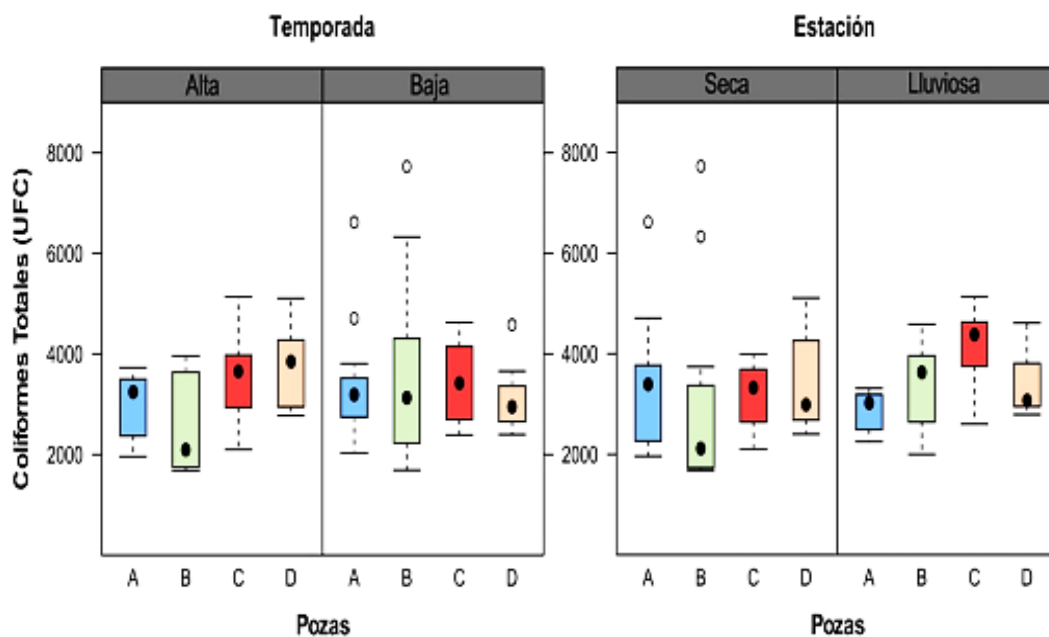 Temporada Estación
Alta Baja Seca Lluviosa
8000 8000
6000 6000
4000 4000
2000 2000
Coliformes Totales (UFC)
A B C D A B C D A B C D A B C D
Pozas Pozas